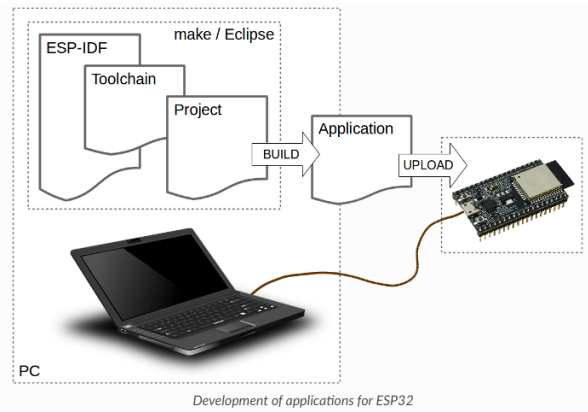 make / Eclipse
ESP-IDF
Toolchain
Project
BUILD
Application
UPLOAD
PC
Development of applications for ESP32